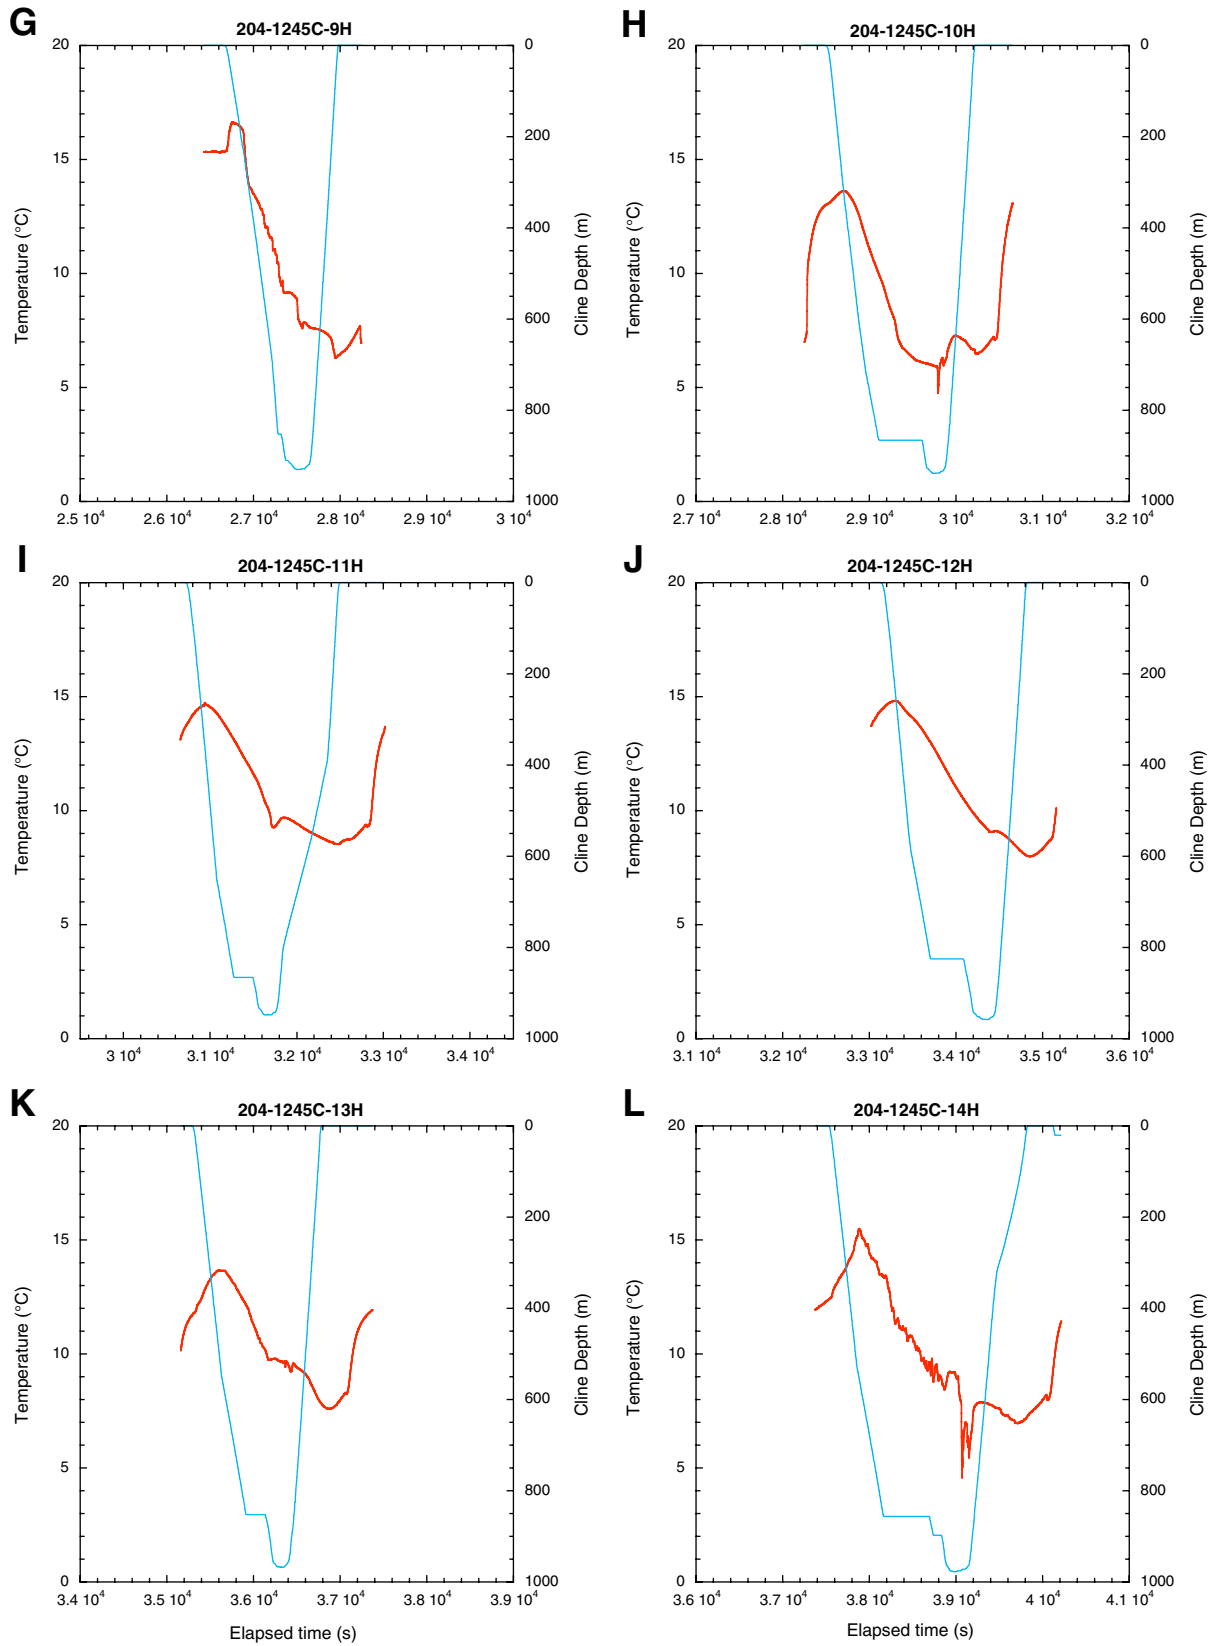 G
204-1245C-9H
20
15
10
5
0
Temperature (°C)
0
200
400
600
800
1000
Cline Depth (m)
2.5 10⁴ 2.6 10⁴ 2.7 10⁴ 2.8 10⁴ 2.9 10⁴ 3 10⁴
H
204-1245C-10H
20
15
10
5
0
Temperature (°C)
0
200
400
600
800
1000
Cline Depth (m)
2.7 10⁴ 2.8 10⁴ 2.9 10⁴ 3 10⁴ 3.1 10⁴ 3.2 10⁴
I
204-1245C-11H
20
15
10
5
0
Temperature (°C)
0
200
400
600
800
1000
Cline Depth (m)
3 10⁴ 3.1 10⁴ 3.2 10⁴ 3.3 10⁴ 3.4 10⁴
J
204-1245C-12H
20
15
10
5
0
Temperature (°C)
0
200
400
600
800
1000
Cline Depth (m)
3.1 10⁴ 3.2 10⁴ 3.3 10⁴ 3.4 10⁴ 3.5 10⁴ 3.6 10⁴
K
204-1245C-13H
20
15
10
5
0
Temperature (°C)
0
200
400
600
800
1000
Cline Depth (m)
3.4 10⁴ 3.5 10⁴ 3.6 10⁴ 3.7 10⁴ 3.8 10⁴ 3.9 10⁴
Elapsed time (s)
L
204-1245C-14H
20
15
10
5
0
Temperature (°C)
0
200
400
600
800
1000
Cline Depth (m)
3.6 10⁴ 3.7 10⁴ 3.8 10⁴ 3.9 10⁴ 4 10⁴ 4.1 10⁴
Elapsed time (s)